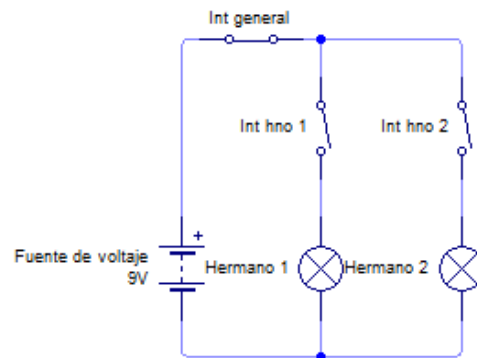 Int general
Int hno 1
Int hno 2
+
Fuente de voltaje
9V
Hermano 1
Hermano 2